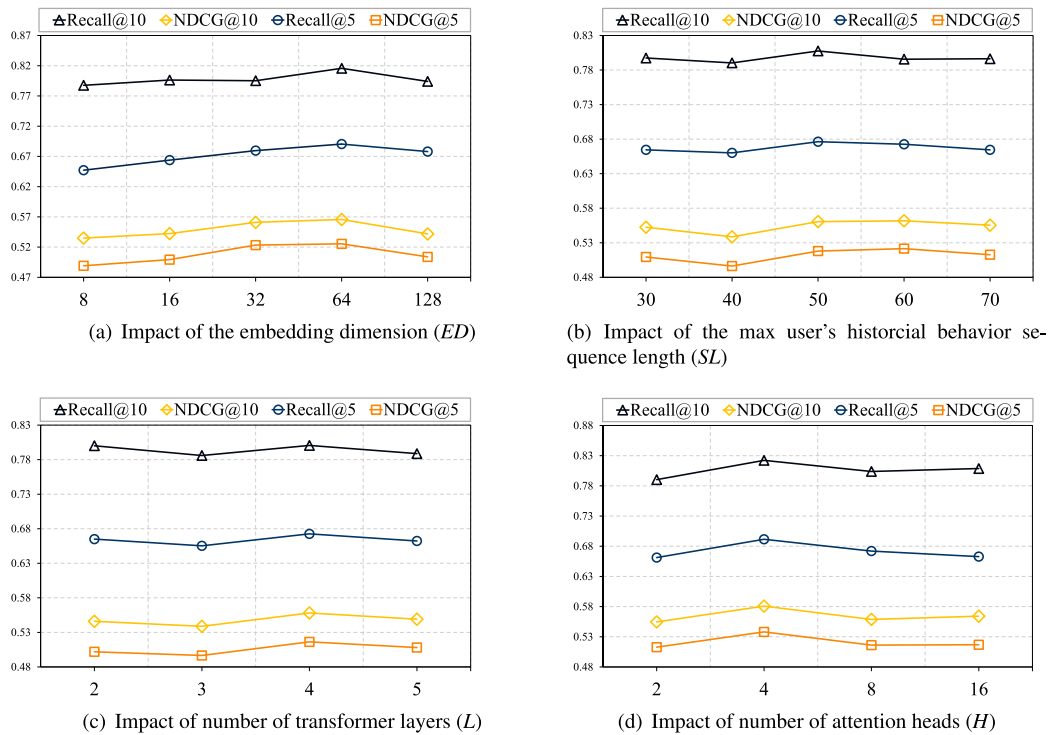 Recall@10 NDCG@10 Recall@5 NDCG@5
0.87
0.82
0.77
0.72
0.67
0.62
0.57
0.52
0.47
8 16 32 64 128
(a) Impact of the embedding dimension (ED)
Recall@10 NDCG@10 Recall@5 NDCG@5
0.83
0.78
0.73
0.68
0.63
0.58
0.53
0.48
30 40 50 60 70
(b) Impact of the max user's historcial behavior se-
quence length (SL)
Recall@10 NDCG@10 Recall@5 NDCG@5
0.83
0.78
0.73
0.68
0.63
0.58
0.53
0.48
2 3 4 5
(c) Impact of number of transformer layers (L)
Recall@10 NDCG@10 Recall@5 NDCG@5
0.88
0.83
0.78
0.73
0.68
0.63
0.58
0.53
0.48
2 4 8 16
(d) Impact of number of attention heads (H)